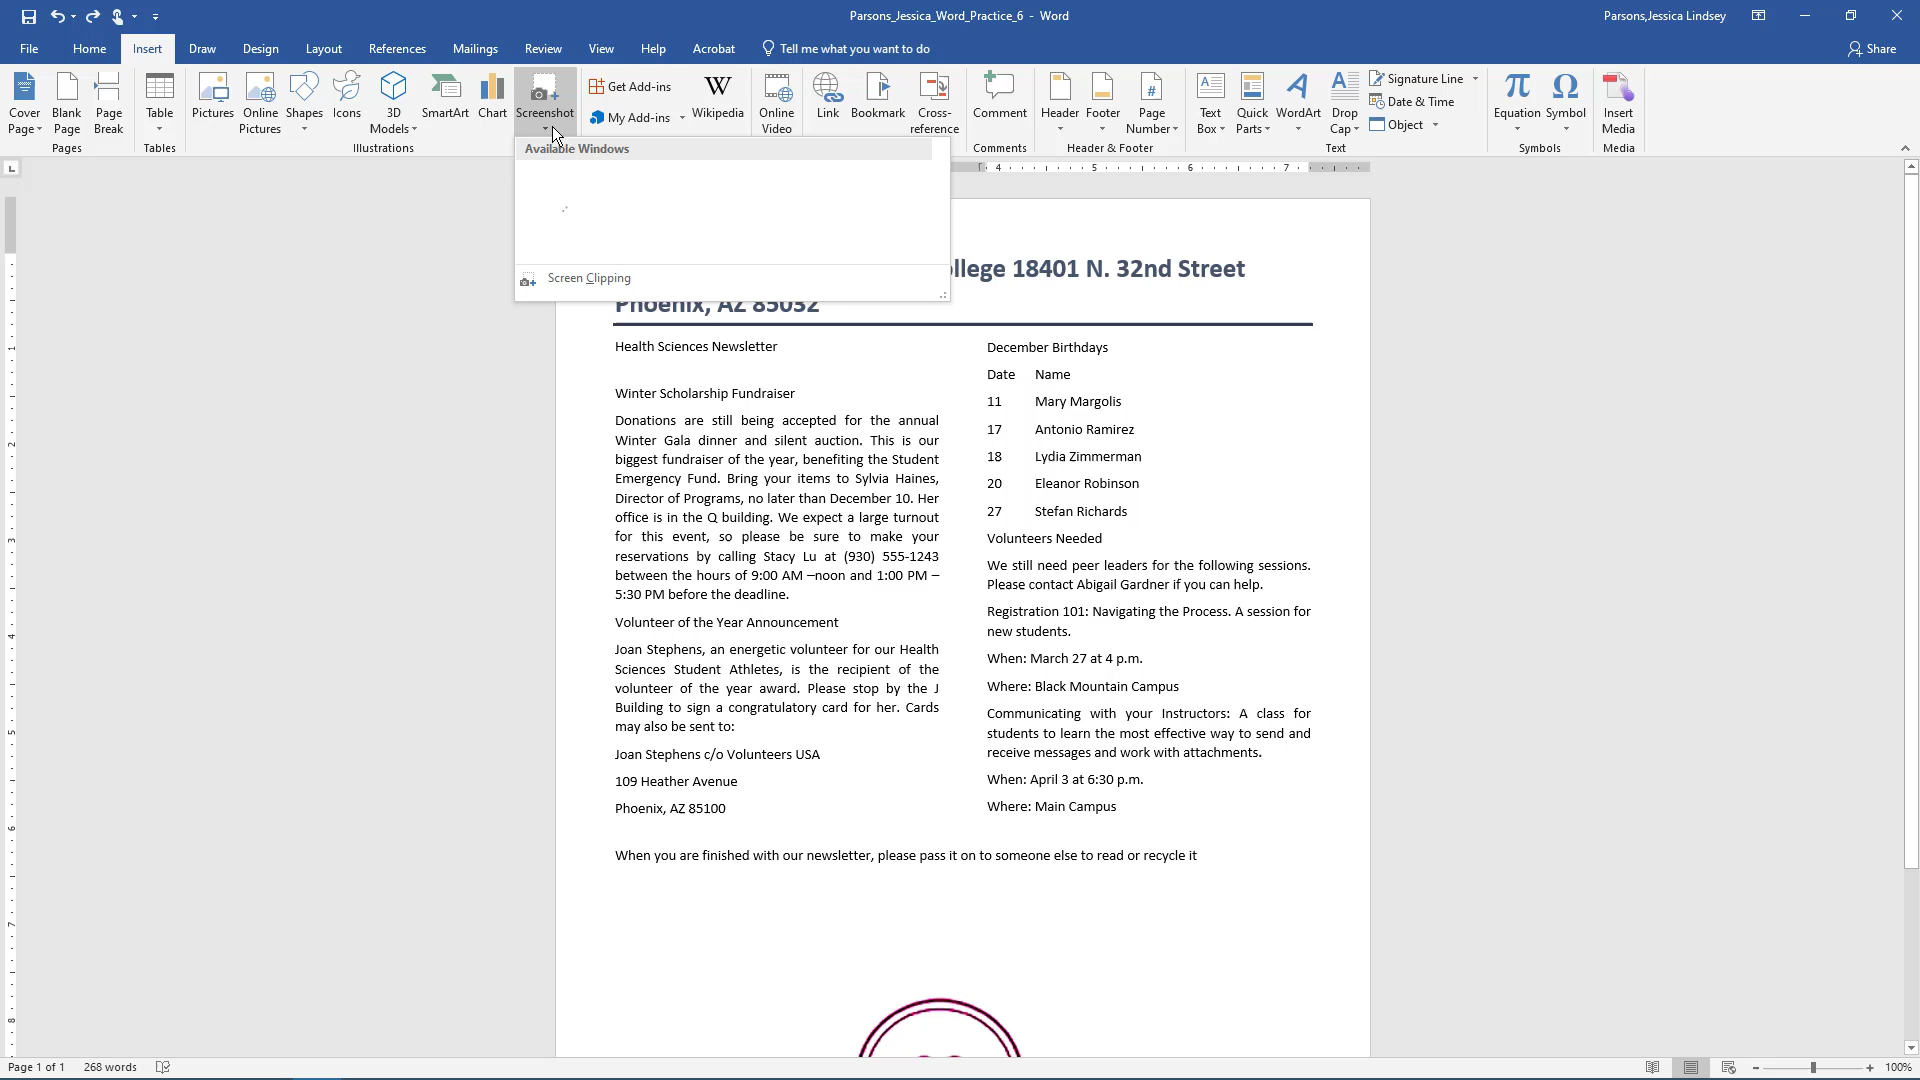 Parsons_Jessica_Word_Practice_6 - Word
Parsons,Jessica Lindsey
File Home Insert Draw Design Layout References Mailings Review View Help Acrobat Tell me what you want to do Share
Cover Page
Blank Page
Page Break
Pages
Table
Tables
Pictures
Online Pictures
Shapes
Icons
3D Models
SmartArt
Chart
Screenshot
Illustrations
Get Add-ins
My Add-ins
W
Wikipedia
Online Video
Link
Bookmark
Cross-reference
Comment
Comments
Header
Footer
# Page Number
Header & Footer
Text Box
Quick Parts
WordArt
Drop Cap
Signature Line
Date & Time
Object
Text
π Equation
Ω Symbol
Symbols
Insert Media
Media
Available Windows
Screen Clipping
4 5 6 7
1 2 3 4 5 6 7 8
llege 18401 N. 32nd Street
Phoenix, AZ 85032
Health Sciences Newsletter
Winter Scholarship Fundraiser
Donations are still being accepted for the annual
Winter Gala dinner and silent auction. This is our
biggest fundraiser of the year, benefiting the Student
Emergency Fund. Bring your items to Sylvia Haines,
Director of Programs, no later than December 10. Her
office is in the Q building. We expect a large turnout
for this event, so please be sure to make your
reservations by calling Stacy Lu at (930) 555-1243
between the hours of 9:00 AM –noon and 1:00 PM –
5:30 PM before the deadline.
Volunteer of the Year Announcement
Joan Stephens, an energetic volunteer for our Health
Sciences Student Athletes, is the recipient of the
volunteer of the year award. Please stop by the J
Building to sign a congratulatory card for her. Cards
may also be sent to:
Joan Stephens c/o Volunteers USA
109 Heather Avenue
Phoenix, AZ 85100
December Birthdays
Date Name
11 Mary Margolis
17 Antonio Ramirez
18 Lydia Zimmerman
20 Eleanor Robinson
27 Stefan Richards
Volunteers Needed
We still need peer leaders for the following sessions.
Please contact Abigail Gardner if you can help.
Registration 101: Navigating the Process. A session for
new students.
When: March 27 at 4 p.m.
Where: Black Mountain Campus
Communicating with your Instructors: A class for
students to learn the most effective way to send and
receive messages and work with attachments.
When: April 3 at 6:30 p.m.
Where: Main Campus
When you are finished with our newsletter, please pass it on to someone else to read or recycle it
Page 1 of 1 268 words
100%